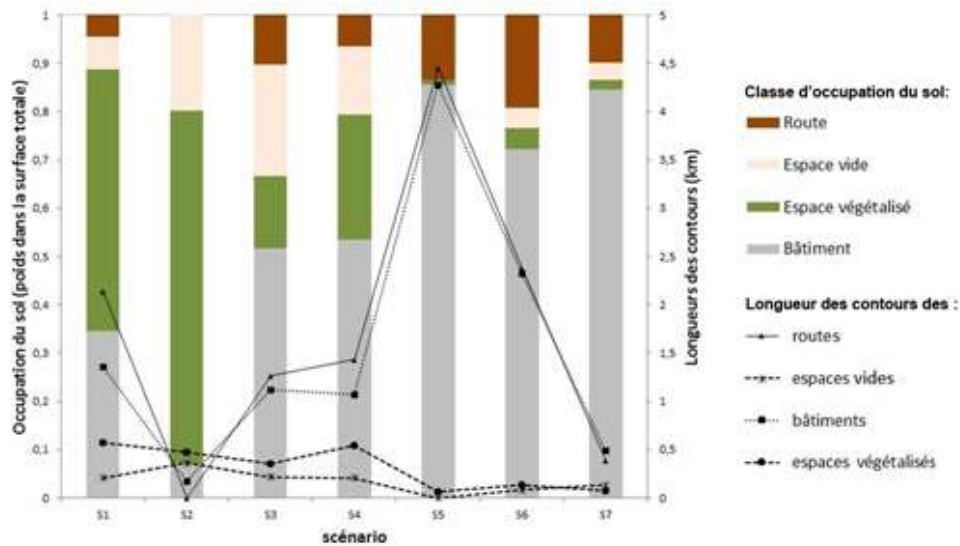 Occupation du sol (poids dans la surface totale)
1
0,9
0,8
0,7
0,6
0,5
0,4
0,3
0,2
0,1
0
S1 S2 S3 S4 S5 S6 S7
scénario
5
4,5
4
3,5
3
2,5
2
1,5
1
0,5
0
Longueurs des contours (km)
Classe d'occupation du sol:
Route
Espace vide
Espace végétalisé
Bâtiment
Longueur des contours des :
routes
espaces vides
bâtiments
espaces végétalisés